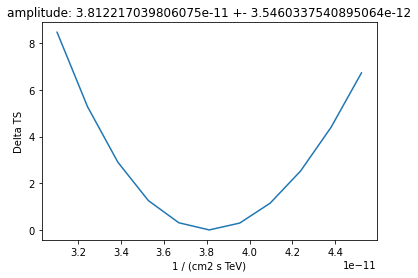 amplitude: 3.812217039806075e-11 +- 3.5460337540895064e-12
8
6
4
2
0
Delta TS
3.2 3.4 3.6 3.8 4.0 4.2 4.4
1e−11
1 / (cm2 s TeV)